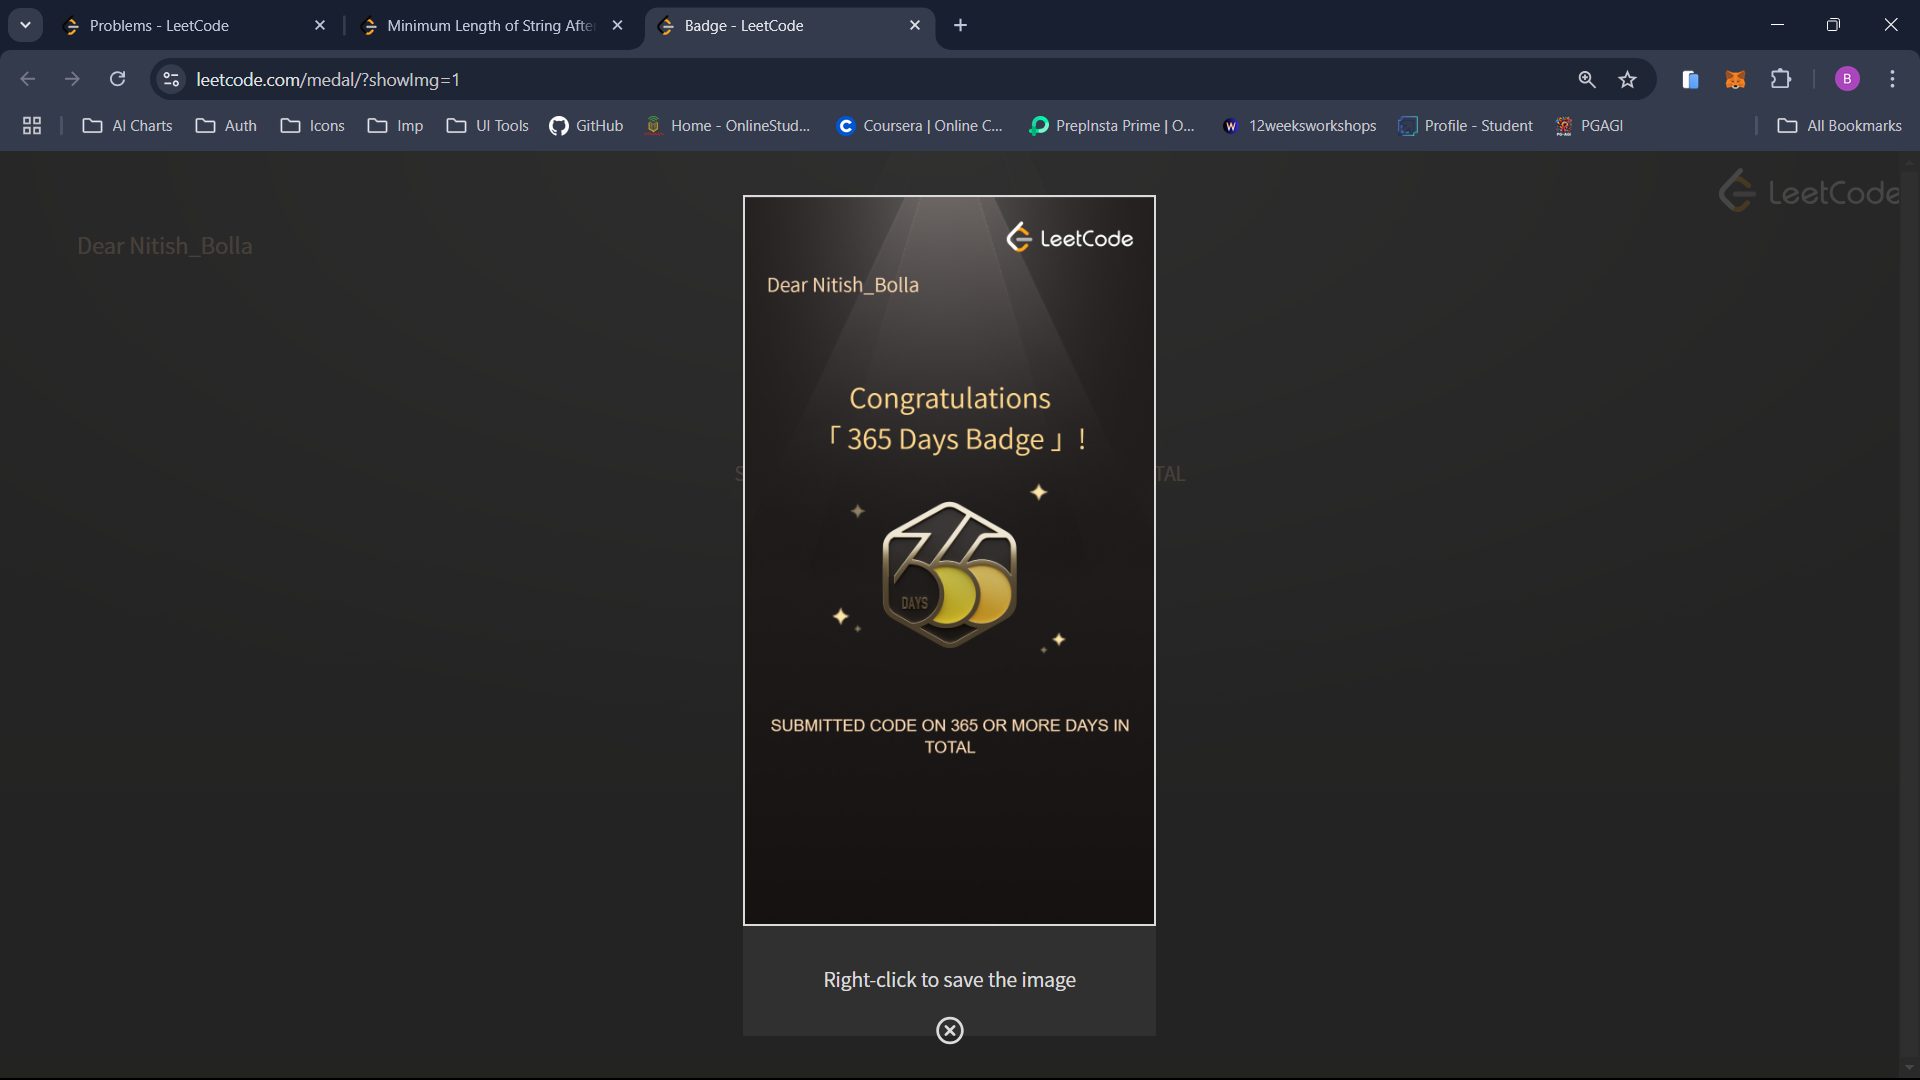 Problems - LeetCode
Minimum Length of String Afte
Badge - LeetCode
leetcode.com/medal/?showImg=1
B
AI Charts
Auth
Icons
Imp
UI Tools
GitHub
Home - OnlineStud...
Coursera | Online C...
PrepInsta Prime | O...
12weeksworkshops
Profile - Student
PGAGI
All Bookmarks
LeetCode
Dear Nitish_Bolla
LeetCode
Dear Nitish_Bolla
Congratulations
「 365 Days Badge 」 !
S TAL
365
DAYS
SUBMITTED CODE ON 365 OR MORE DAYS IN
TOTAL
Right-click to save the image